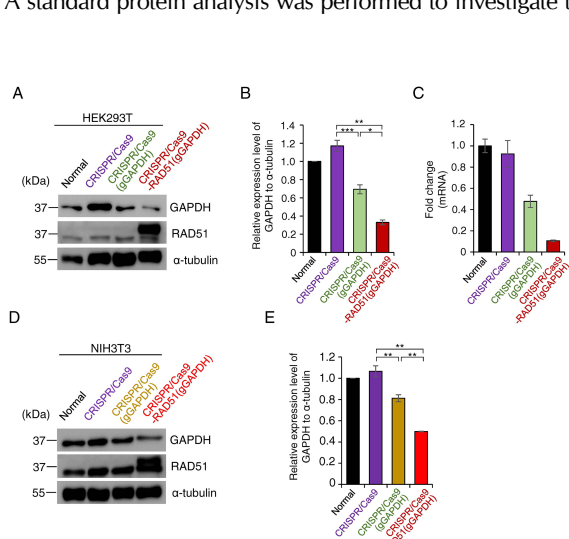 A standard protein analysis was performed to investigate t
A
HEK293T
Normal
CRISPR/Cas9
CRISPR/Cas9
(gGAPDH)
CRISPR/Cas9
-RAD51(gGAPDH)
(kDa)
37
GAPDH
37
RAD51
55
α-tubulin
B
Relative expression level of
GAPDH to α-tubulin
1.4
1.2
1.0
0.8
0.6
0.4
0.2
0
**
***
*
Normal
CRISPR/Cas9
CRISPR/Cas9
(gGAPDH)
CRISPR/Cas9
-RAD51(gGAPDH)
C
Fold change
(mRNA)
1.2
1.0
0.8
0.6
0.4
0.2
0
Normal
CRISPR/Cas9
CRISPR/Cas9
(gGAPDH)
CRISPR/Cas9
-RAD51(gGAPDH)
D
NIH3T3
Normal
CRISPR/Cas9
CRISPR/Cas9
(gGAPDH)
CRISPR/Cas9
-RAD51(gGAPDH)
(kDa)
37
GAPDH
37
RAD51
55
α-tubulin
E
Relative expression level of
GAPDH to α-tubulin
1.2
1.0
0.8
0.6
0.4
0.2
0
**
**
**
Normal
CRISPR/Cas9
CRISPR/Cas9
(gGAPDH)
CRISPR/Cas9
D51(gGAPDH)